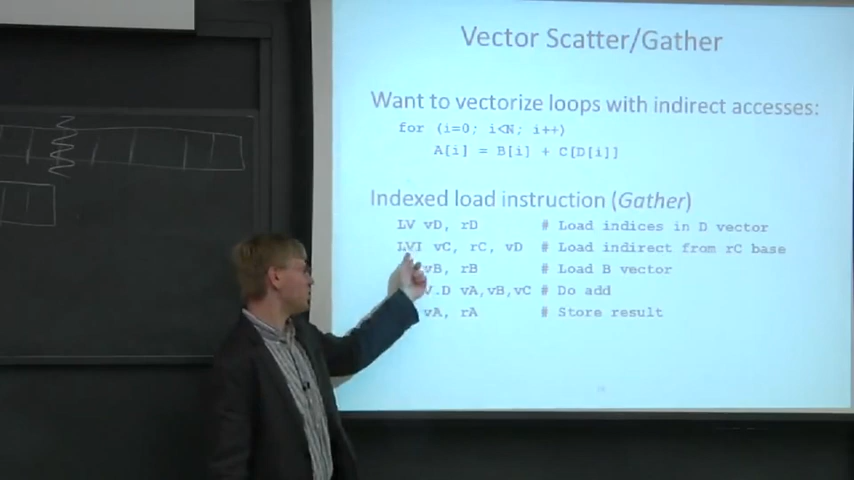 Vector Scatter/Gather
Want to vectorize loops with indirect accesses:
for (i=0; i<N; i++)
A[i] = B[i] + C[D[i]]
Indexed load instruction (Gather)
LV vD, rD # Load indices in D vector
LVI vC, rC, vD # Load indirect from rC base
vB, rB # Load B vector
V.D vA,vB,vC # Do add
vA, rA # Store result